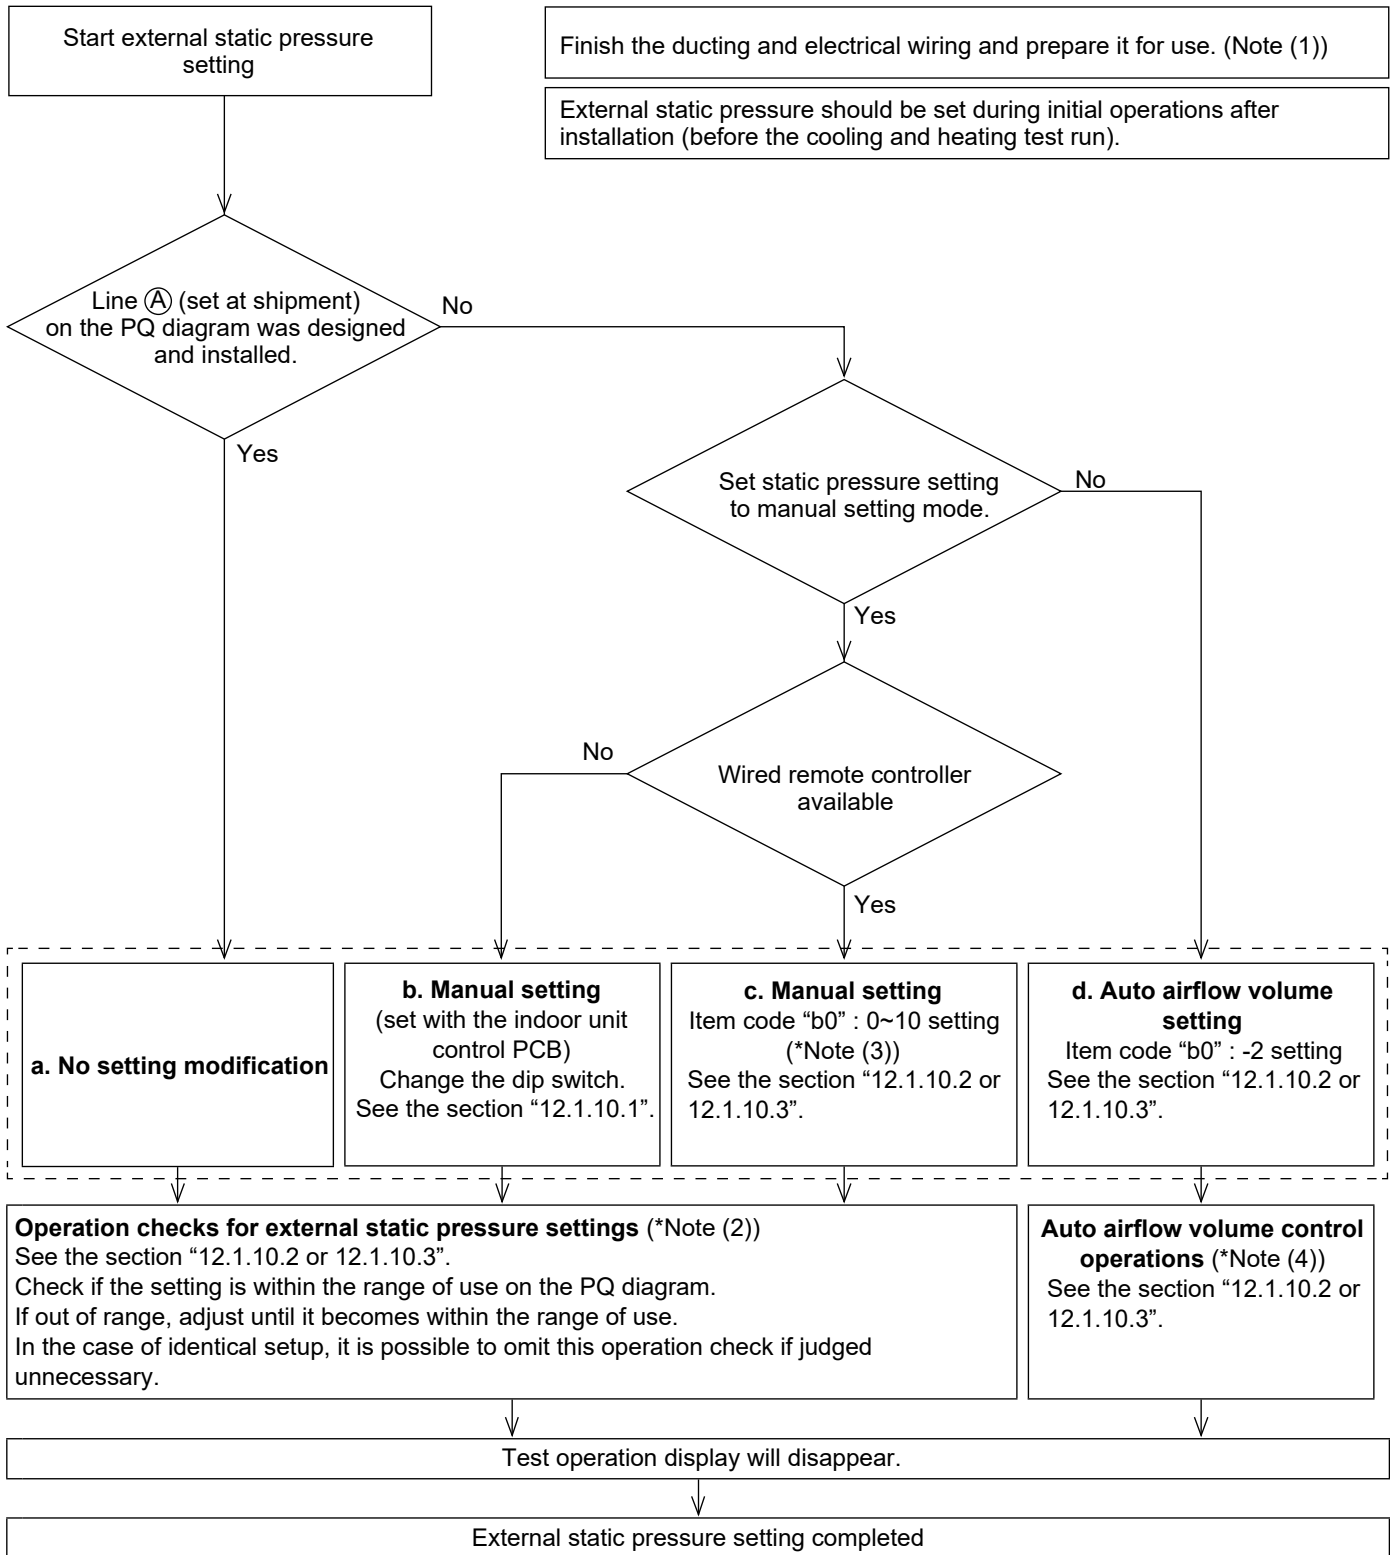 Start external static pressure
setting
Finish the ducting and electrical wiring and prepare it for use. (Note (1))
External static pressure should be set during initial operations after
installation (before the cooling and heating test run).
Line Ⓐ (set at shipment)
on the PQ diagram was designed
and installed.
No
Yes
Set static pressure setting
to manual setting mode.
No
Yes
Wired remote controller
available
No
Yes
a. No setting modification
b. Manual setting
(set with the indoor unit
control PCB)
Change the dip switch.
See the section “12.1.10.1”.
c. Manual setting
Item code “b0” : 0~10 setting
(*Note (3))
See the section “12.1.10.2 or
12.1.10.3”.
d. Auto airflow volume
setting
Item code “b0” : -2 setting
See the section “12.1.10.2 or
12.1.10.3”.
Operation checks for external static pressure settings (*Note (2))
See the section “12.1.10.2 or 12.1.10.3”.
Check if the setting is within the range of use on the PQ diagram.
If out of range, adjust until it becomes within the range of use.
In the case of identical setup, it is possible to omit this operation check if judged
unnecessary.
Auto airflow volume control
operations (*Note (4))
See the section “12.1.10.2 or
12.1.10.3”.
Test operation display will disappear.
External static pressure setting completed